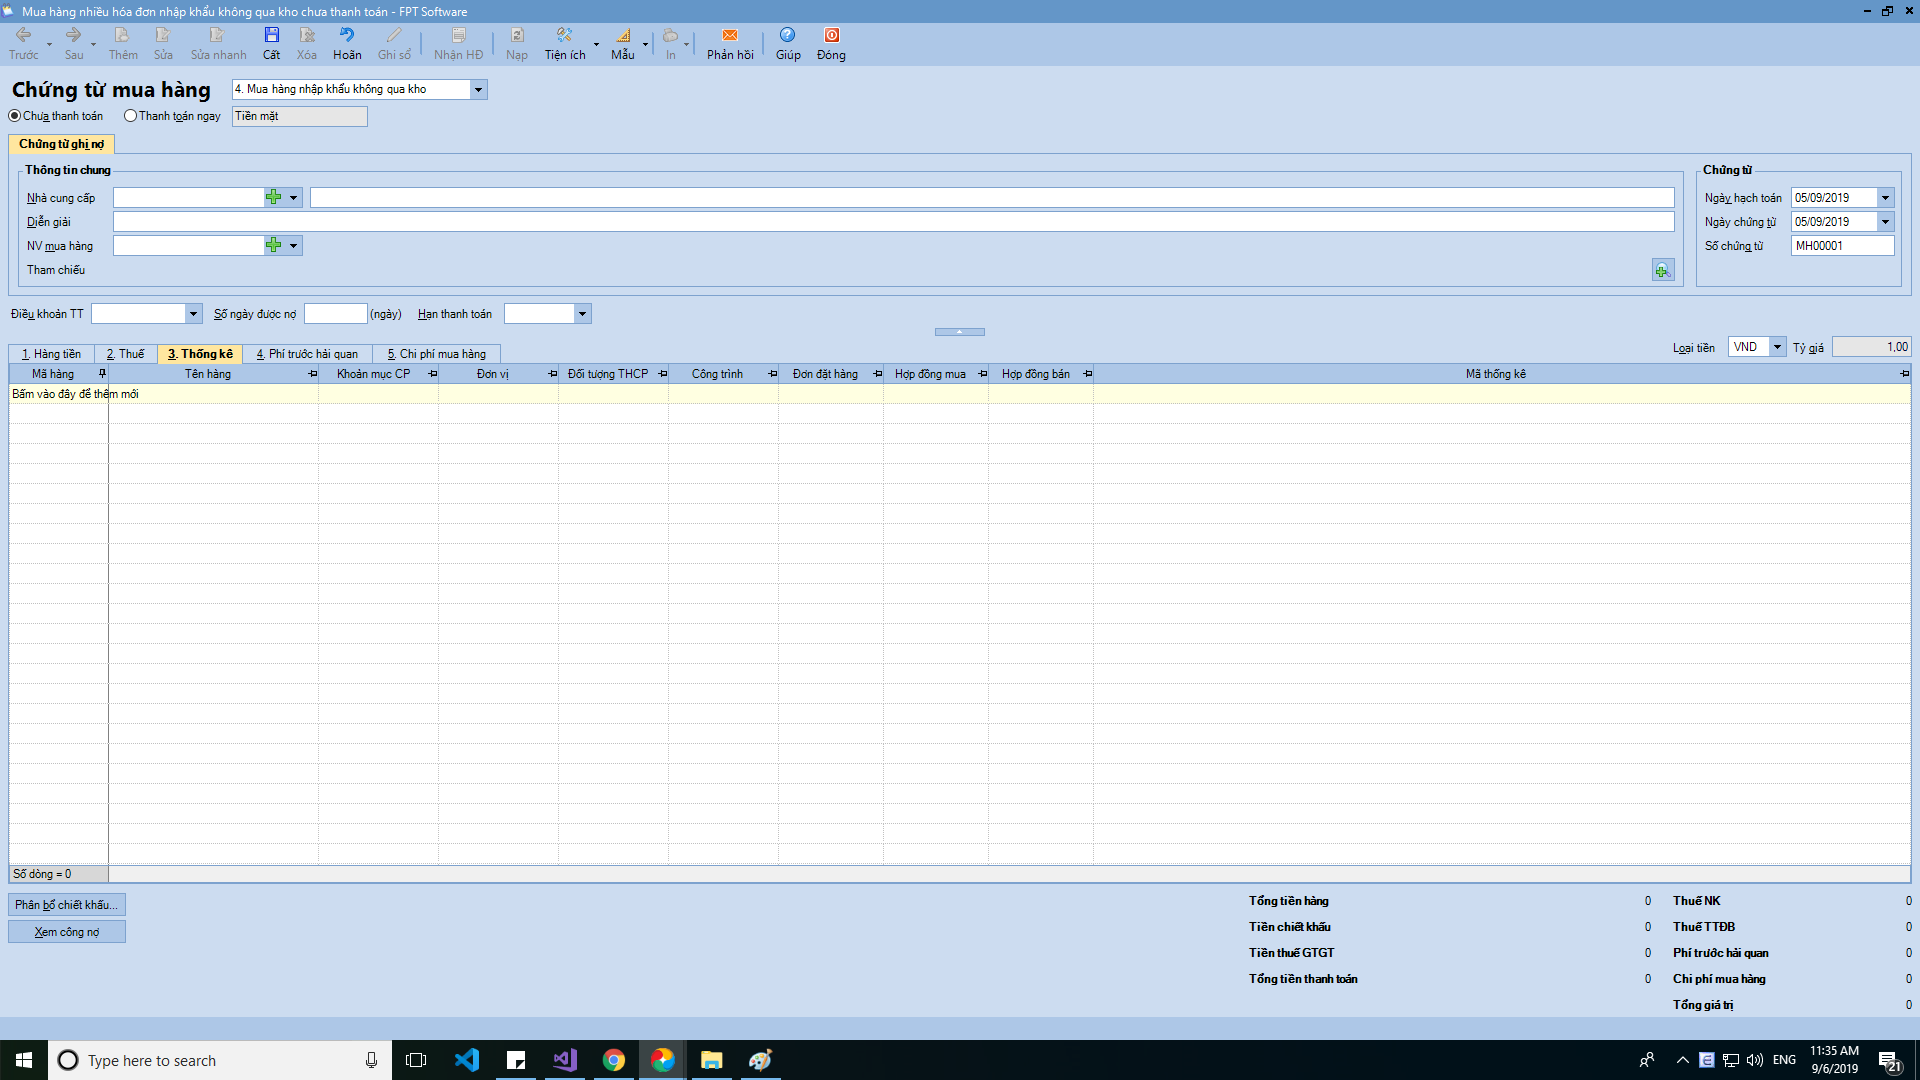 Mua hàng nhiều hóa đơn nhập khẩu không qua kho chưa thanh toán - FPT Software
Trước Sau Thêm Sửa Sửa nhanh Cất Xóa Hoãn Ghi sổ Nhận HĐ Nạp Tiện ích Mẫu In Phản hồi Giúp Đóng
Chứng từ mua hàng 4. Mua hàng nhập khẩu không qua kho
Chưa thanh toán Thanh toán ngay Tiền mặt
Chứng từ ghi nợ
Thông tin chung Chứng từ
Nhà cung cấp Ngày hạch toán 05/09/2019
Diễn giải Ngày chứng từ 05/09/2019
NV mua hàng Số chứng từ MH00001
Tham chiếu
Điều khoản TT Số ngày được nợ (ngày) Hạn thanh toán
1. Hàng tiền 2. Thuế 3. Thống kê 4. Phí trước hải quan 5. Chi phí mua hàng Loại tiền VND Tỷ giá 1,00
Mã hàng Tên hàng Khoản mục CP Đơn vị Đối tượng THCP Công trình Đơn đặt hàng Hợp đồng mua Hợp đồng bán Mã thống kê
Bấm vào đây để thêm mới
Số dòng = 0
Phân bổ chiết khấu... Tổng tiền hàng 0 Thuế NK 0
Xem công nợ Tiền chiết khấu 0 Thuế TTĐB 0
Tiền thuế GTGT 0 Phí trước hải quan 0
Tổng tiền thanh toán 0 Chi phí mua hàng 0
Tổng giá trị 0
Type here to search ENG 11:35 AM
9/6/2019 21